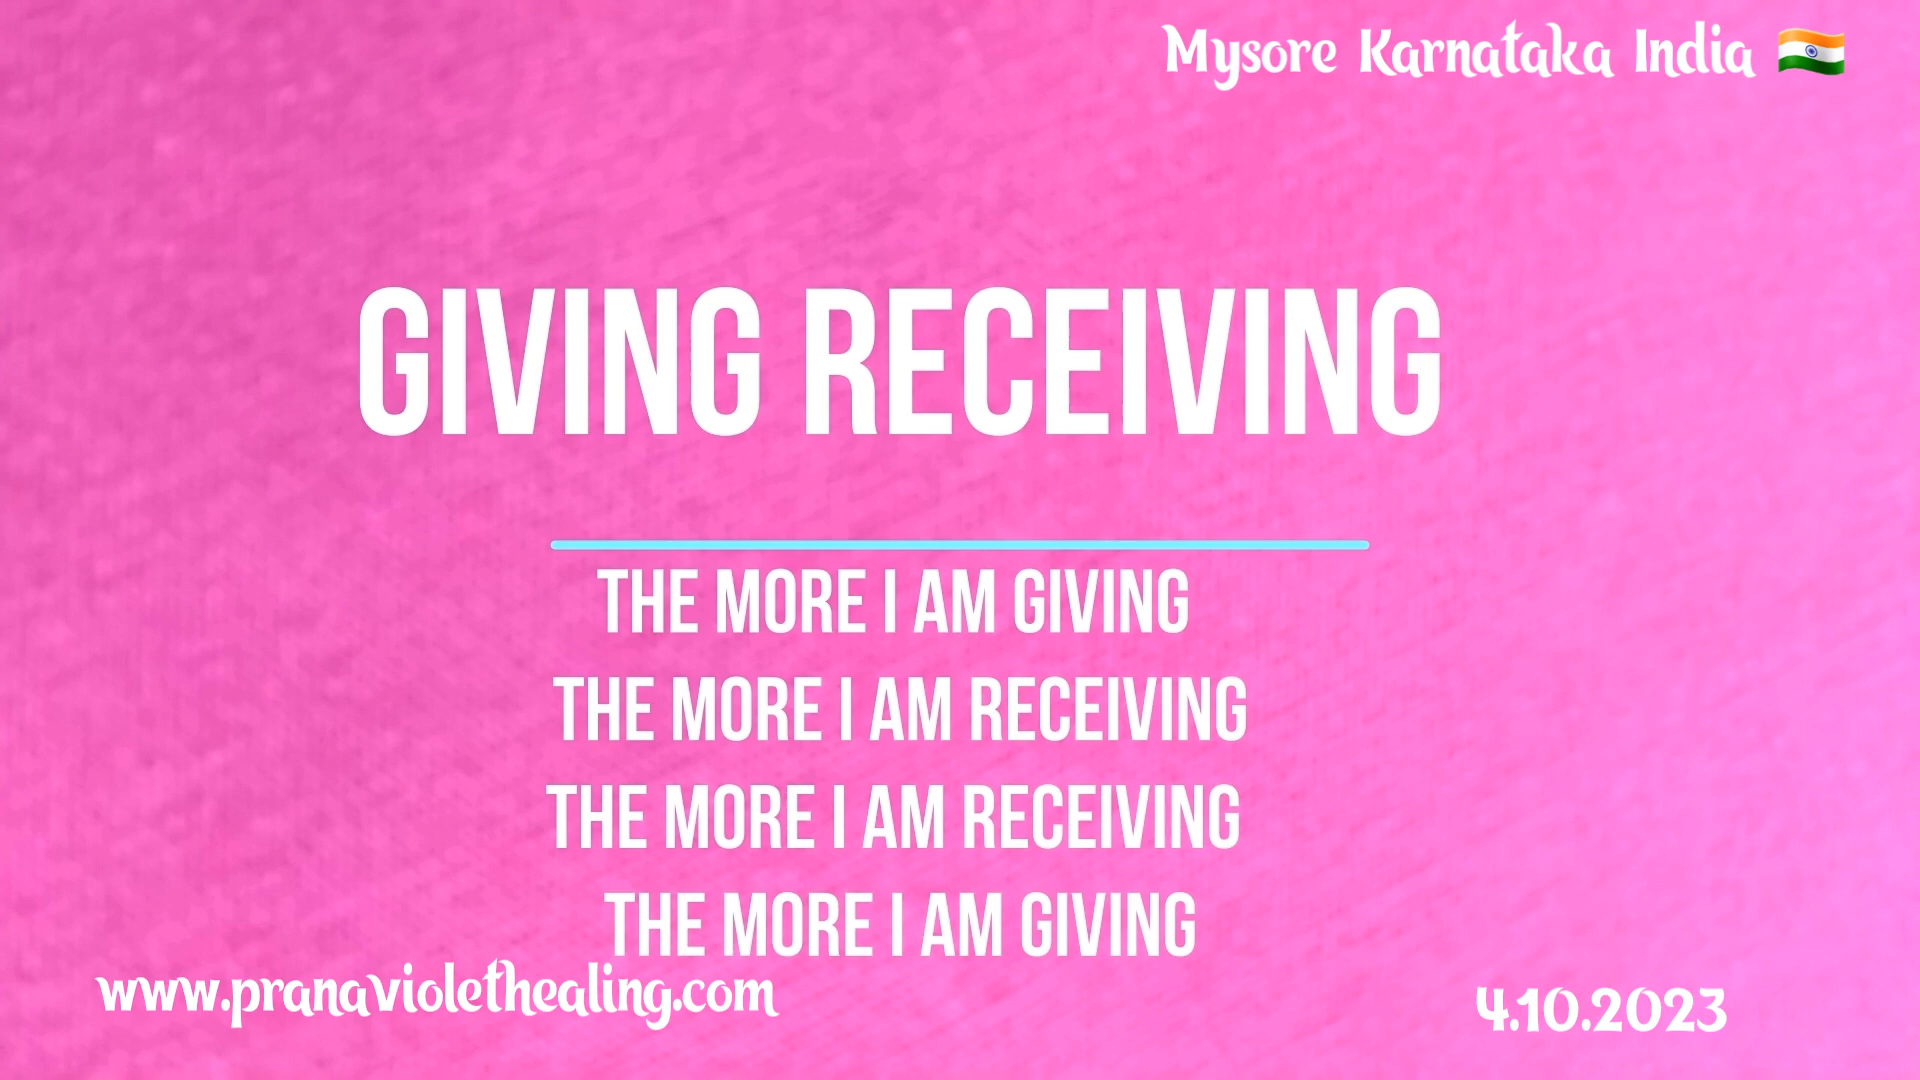 Mysore Karnataka India 🇮🇳
GIVING RECEIVING
THE MORE I AM GIVING
THE MORE I AM RECEIVING
THE MORE I AM RECEIVING
THE MORE I AM GIVING
www.pranaviolethealing.com
4.10.2023